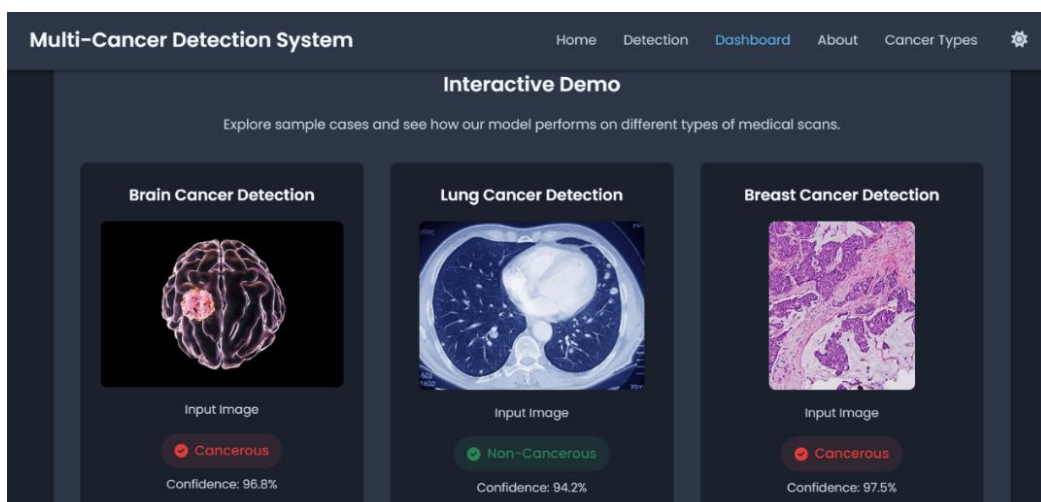 Multi-Cancer Detection System
Home Detection Dashboard About Cancer Types
Interactive Demo
Explore sample cases and see how our model performs on different types of medical scans.
Brain Cancer Detection
Input Image
Cancerous
Confidence: 96.8%
Lung Cancer Detection
Input Image
Non-Cancerous
Confidence: 94.2%
Breast Cancer Detection
Input Image
Cancerous
Confidence: 97.5%